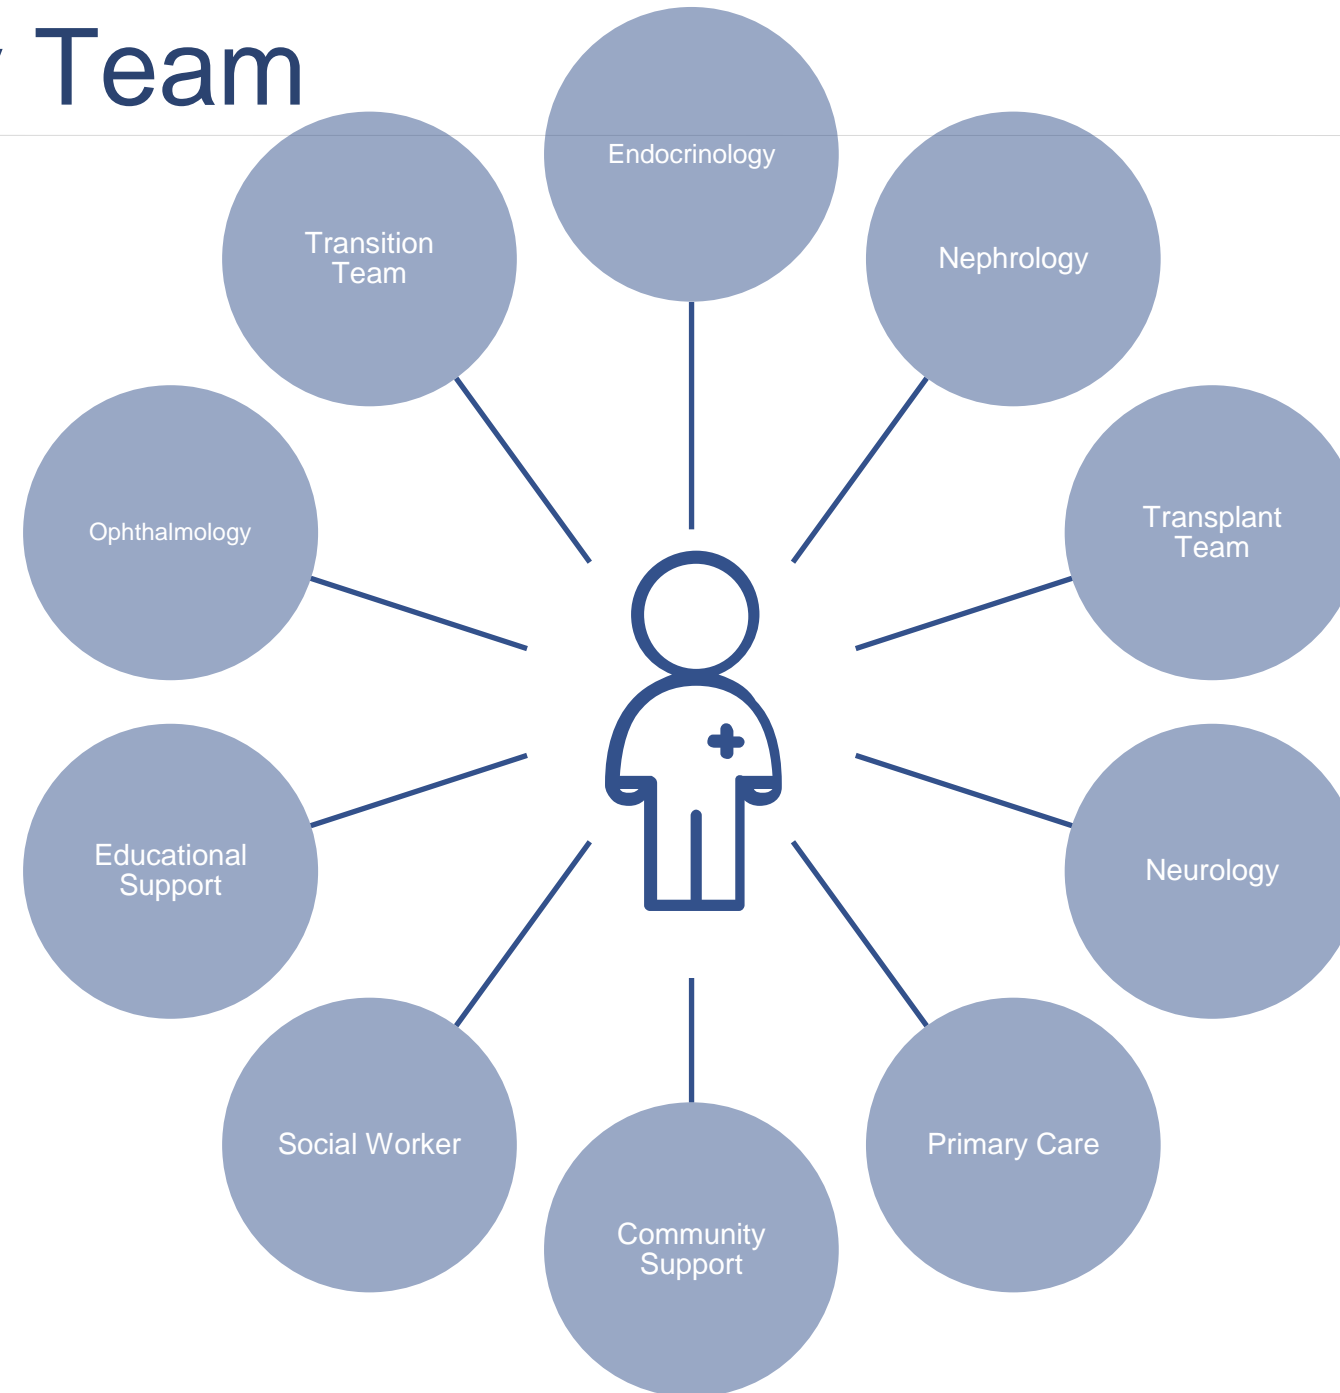 Team
Endocrinology
Transition
Team
Nephrology
Ophthalmology
Transplant
Team
Educational
Support
Neurology
Social Worker
Primary Care
Community
Support